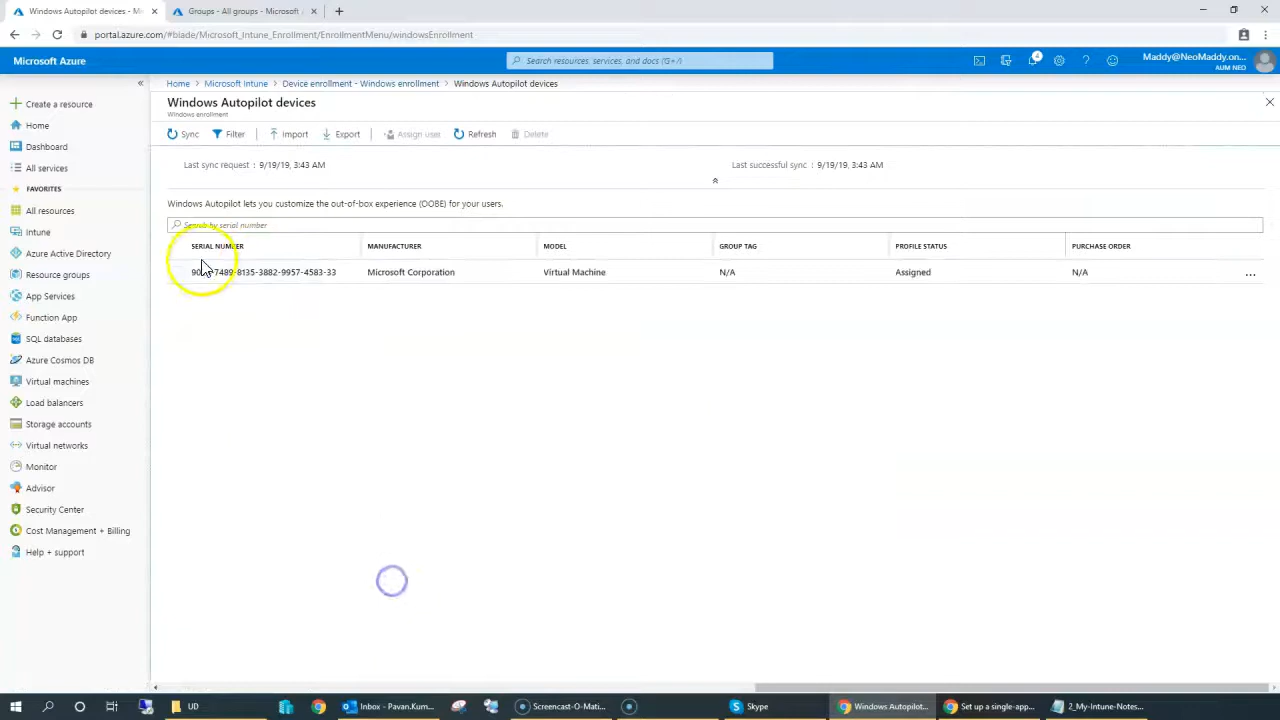 Windows Autopilot devices - M
Groups - All groups - Microsoft A
portal.azure.com/#blade/Microsoft_Intune_Enrollment/EnrollmentMenu/windowsEnrollment
Microsoft Azure
Search resources, services, and docs (G+/)
4
Maddy@NeoMaddy.on...
AUM NEO
Home
Microsoft Intune
Device enrollment - Windows enrollment
Windows Autopilot devices
Windows Autopilot devices
Windows enrollment
Create a resource
Home
Dashboard
All services
FAVORITES
All resources
Intune
Azure Active Directory
Resource groups
App Services
Function App
SQL databases
Azure Cosmos DB
Virtual machines
Load balancers
Storage accounts
Virtual networks
Monitor
Advisor
Security Center
Cost Management + Billing
Help + support
Sync Filter Import Export Assign user Refresh Delete
Last sync request : 9/19/19, 3:43 AM
Last successful sync : 9/19/19, 3:43 AM
Windows Autopilot lets you customize the out-of-box experience (OOBE) for your users.
Search by serial number
SERIAL NUMBER MANUFACTURER MODEL GROUP TAG PROFILE STATUS PURCHASE ORDER
7489-8135-3882-9957-4583-33 Microsoft Corporation Virtual Machine N/A Assigned N/A ...
UD
Inbox - Pavan.Kum...
Screencast-O-Mati...
Skype
Windows Autopilot...
Set up a single-app...
2_My-Intune-Notes...